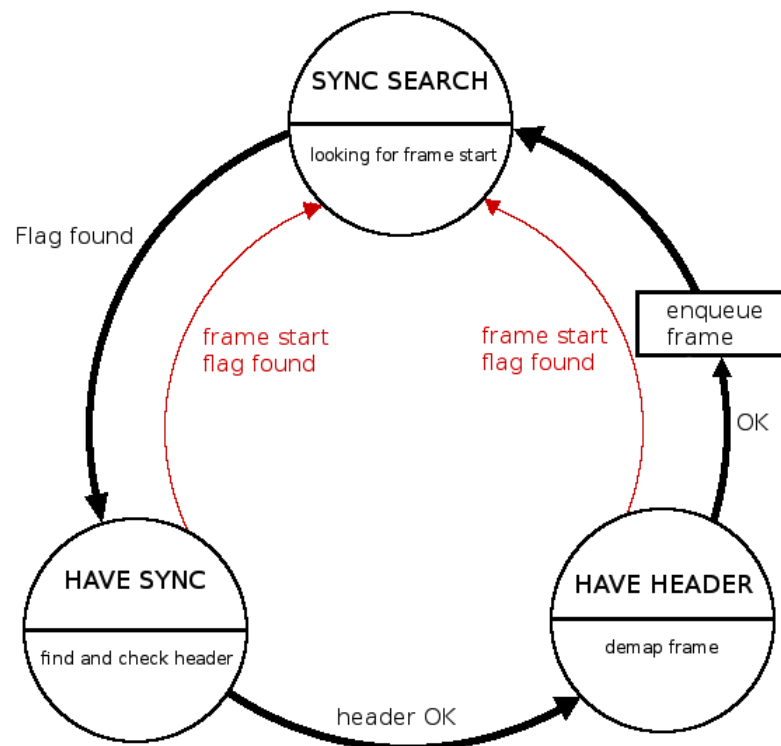 SYNC SEARCH
looking for frame start
Flag found
frame start
flag found
frame start
flag found
enqueue
frame
OK
HAVE SYNC
find and check header
HAVE HEADER
demap frame
header OK